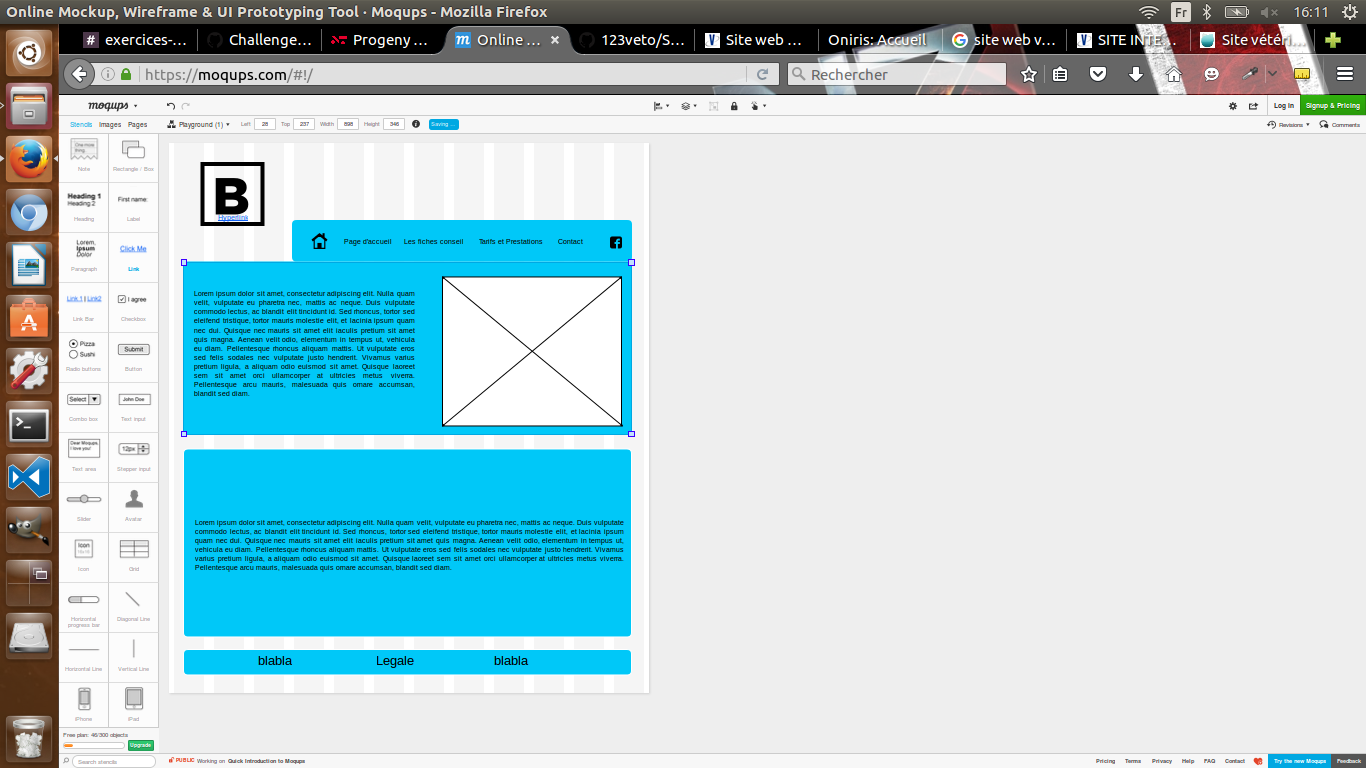 Online Mockup, Wireframe & UI Prototyping Tool · Moqups - Mozilla Firefox
Fr
16:11
exercices-...
Challenge...
Progeny ...
Online ...
123veto/S...
Site web ...
Oniris: Accueil
site web v...
SITE INTE...
Site vétéri...
https://moqups.com/#!/
Rechercher
moqups
Log in
Signup & Pricing
Stencils Images Pages
Playground (1)
Left 28 Top 237 Width 898 Height 346
Saving ...
Revisions
Comments
One more thing
Note
Rectangle / Box
Heading 1
Heading 2
Heading
First name:
Label
Lorem,
Ipsum
Dolor
Paragraph
Click Me
Link
Link 1 | Link2
Link Bar
I agree
Checkbox
Pizza
Sushi
Radio buttons
Submit
Button
Select
Combo box
John Doe
Text input
Dear Moqups
I love you!
Text area
12px
Stepper input
Slider
Avatar
Icon
Icon
Grid
Horizontal progress bar
Diagonal Line
Horizontal Line
Vertical Line
iPhone
iPad
Free plan: 46/300 objects
Upgrade
Search stencils
B
Hyperlink
Page d'accueil
Les fiches conseil
Tarifs et Prestations
Contact
Lorem ipsum dolor sit amet, consectetur adipiscing elit. Nulla quam
velit, vulputate eu pharetra nec, mattis ac neque. Duis vulputate
commodo lectus, ac blandit elit tincidunt id. Sed rhoncus, tortor sed
eleifend tristique, tortor mauris molestie elit, et lacinia ipsum quam
nec dui. Quisque nec mauris sit amet elit iaculis pretium sit amet
quis magna. Aenean velit odio, elementum in tempus ut, vehicula
eu diam. Pellentesque rhoncus aliquam mattis. Ut vulputate eros
sed felis sodales nec vulputate justo hendrerit. Vivamus varius
pretium ligula, a aliquam odio euismod sit amet. Quisque laoreet
sem sit amet orci ullamcorper at ultricies metus viverra.
Pellentesque arcu mauris, malesuada quis ornare accumsan,
blandit sed diam.
Lorem ipsum dolor sit amet, consectetur adipiscing elit. Nulla quam velit, vulputate eu pharetra nec, mattis ac neque. Duis vulputate
commodo lectus, ac blandit elit tincidunt id. Sed rhoncus, tortor sed eleifend tristique, tortor mauris molestie elit, et lacinia ipsum
quam nec dui. Quisque nec mauris sit amet elit iaculis pretium sit amet quis magna. Aenean velit odio, elementum in tempus ut,
vehicula eu diam. Pellentesque rhoncus aliquam mattis. Ut vulputate eros sed felis sodales nec vulputate justo hendrerit. Vivamus
varius pretium ligula, a aliquam odio euismod sit amet. Quisque laoreet sem sit amet orci ullamcorper at ultricies metus viverra.
Pellentesque arcu mauris, malesuada quis ornare accumsan, blandit sed diam.
blabla
Legale
blabla
PUBLIC Working on Quick Introduction to Moqups
Pricing Terms Privacy Help FAQ Contact
Try the new Moqups
Feedback